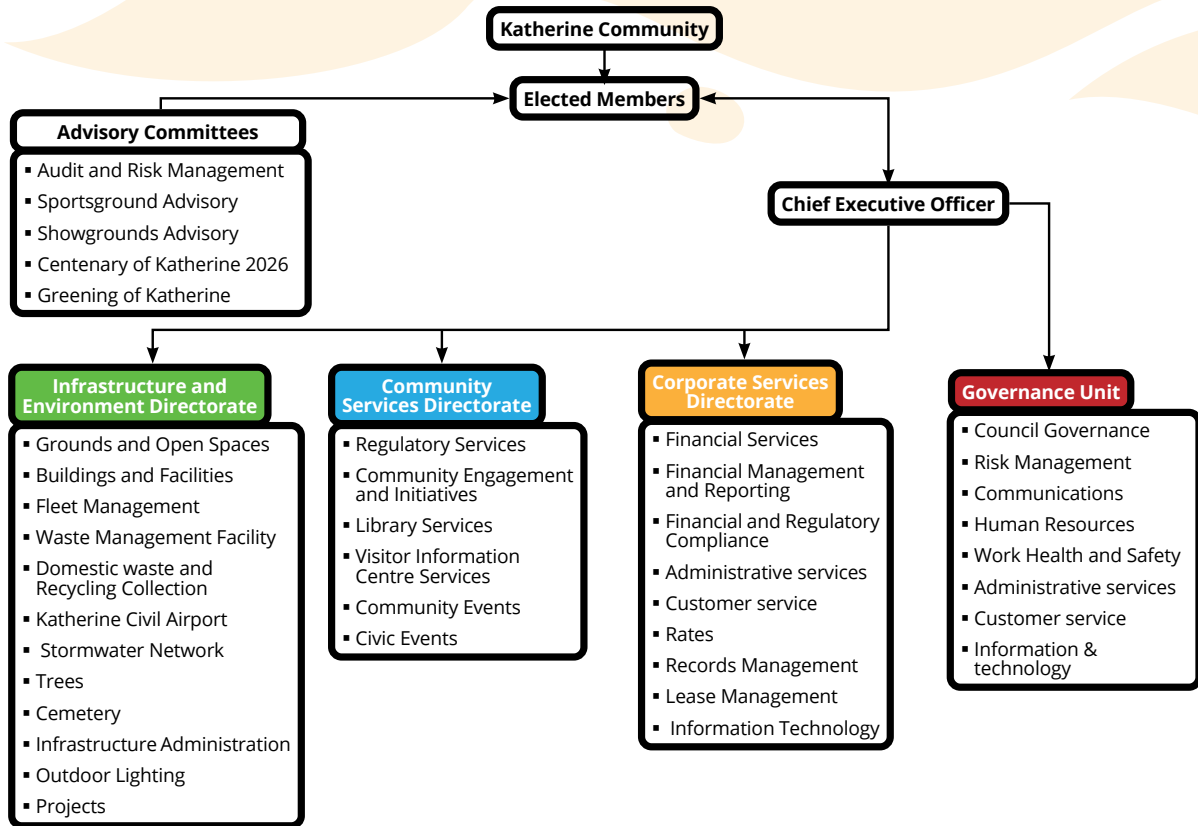 Katherine Community
Elected Members
Advisory Committees
▪ Audit and Risk Management
▪ Sportsground Advisory
▪ Showgrounds Advisory
▪ Centenary of Katherine 2026
▪ Greening of Katherine
Chief Executive Officer
Infrastructure and
Environment Directorate
▪ Grounds and Open Spaces
▪ Buildings and Facilities
▪ Fleet Management
▪ Waste Management Facility
▪ Domestic waste and
Recycling Collection
▪ Katherine Civil Airport
▪ Stormwater Network
▪ Trees
▪ Cemetery
▪ Infrastructure Administration
▪ Outdoor Lighting
▪ Projects
Community
Services Directorate
▪ Regulatory Services
▪ Community Engagement
and Initiatives
▪ Library Services
▪ Visitor Information
Centre Services
▪ Community Events
▪ Civic Events
Corporate Services
Directorate
▪ Financial Services
▪ Financial Management
and Reporting
▪ Financial and Regulatory
Compliance
▪ Administrative services
▪ Customer service
▪ Rates
▪ Records Management
▪ Lease Management
▪ Information Technology
Governance Unit
▪ Council Governance
▪ Risk Management
▪ Communications
▪ Human Resources
▪ Work Health and Safety
▪ Administrative services
▪ Customer service
▪ Information &
technology